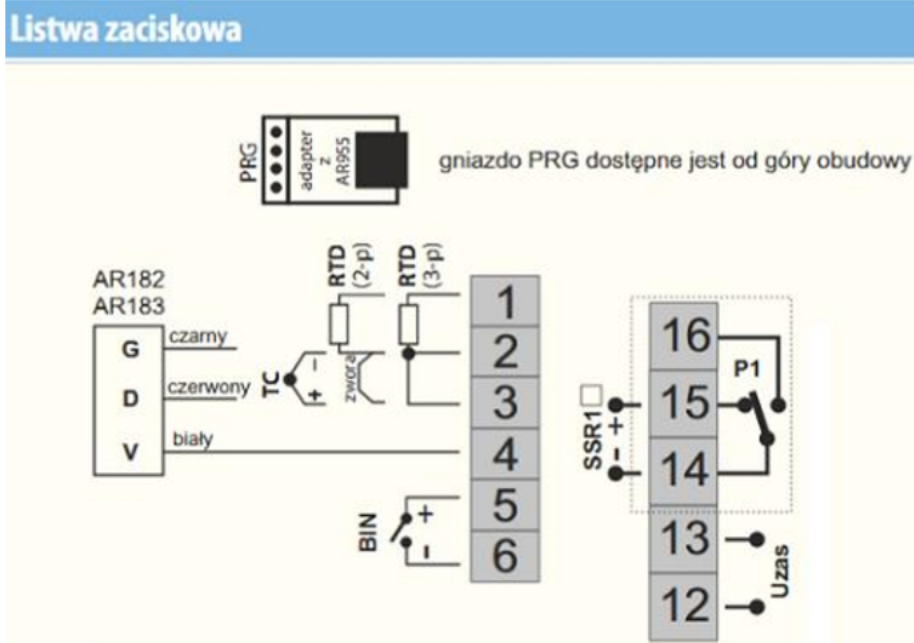 Listwa zaciskowa
PRG
adapter
z
AR955
gniazdo PRG dostępne jest od góry obudowy
AR182
AR183
G
czarny
D
czerwony
V
biały
TC
+ -
RTD
(2-p)
zwora
RTD
(3-p)
BIN
+
-
1
2
3
4
5
6
SSR1
- +
16
15
14
13
12
P1
Uzas